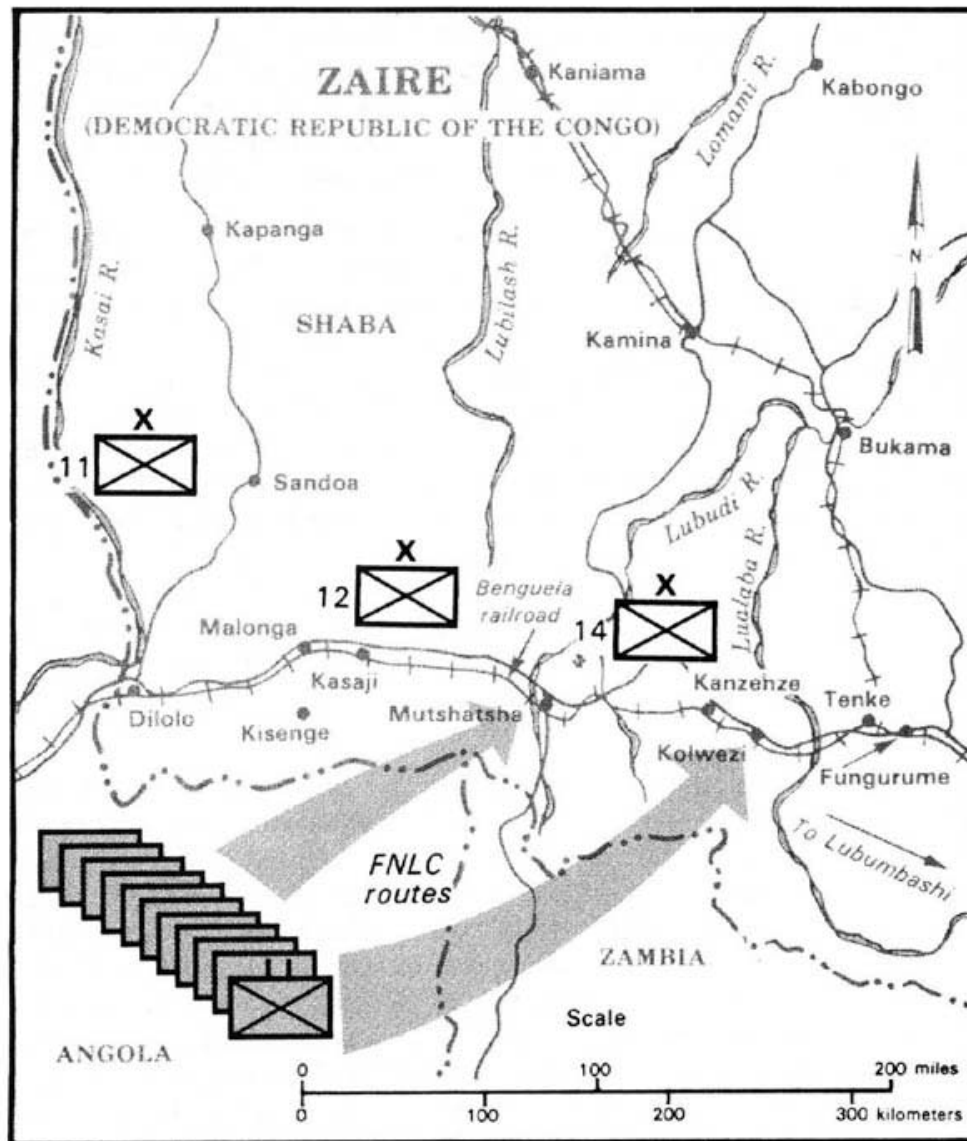 ZAIRE
(DEMOCRATIC REPUBLIC OF THE CONGO)
Kaniama
Kabongo
Lomami R.
Kapanga
Kasai R.
SHABA
Lubilash R.
N
Kamina
X
11
Sandoa
Bukama
X
12
Benguela
railroad
Lubudi R.
Lualaba R.
X
14
Malonga
Kasaji
Dilolo
Kisenge
Mutshatsha
Kanzenze
Tenke
Kolwezi
Fungurume
To Lubumbashi
FNLC
routes
ZAMBIA
ANGOLA
Scale
0 100 200 miles
0 100 200 300 kilometers